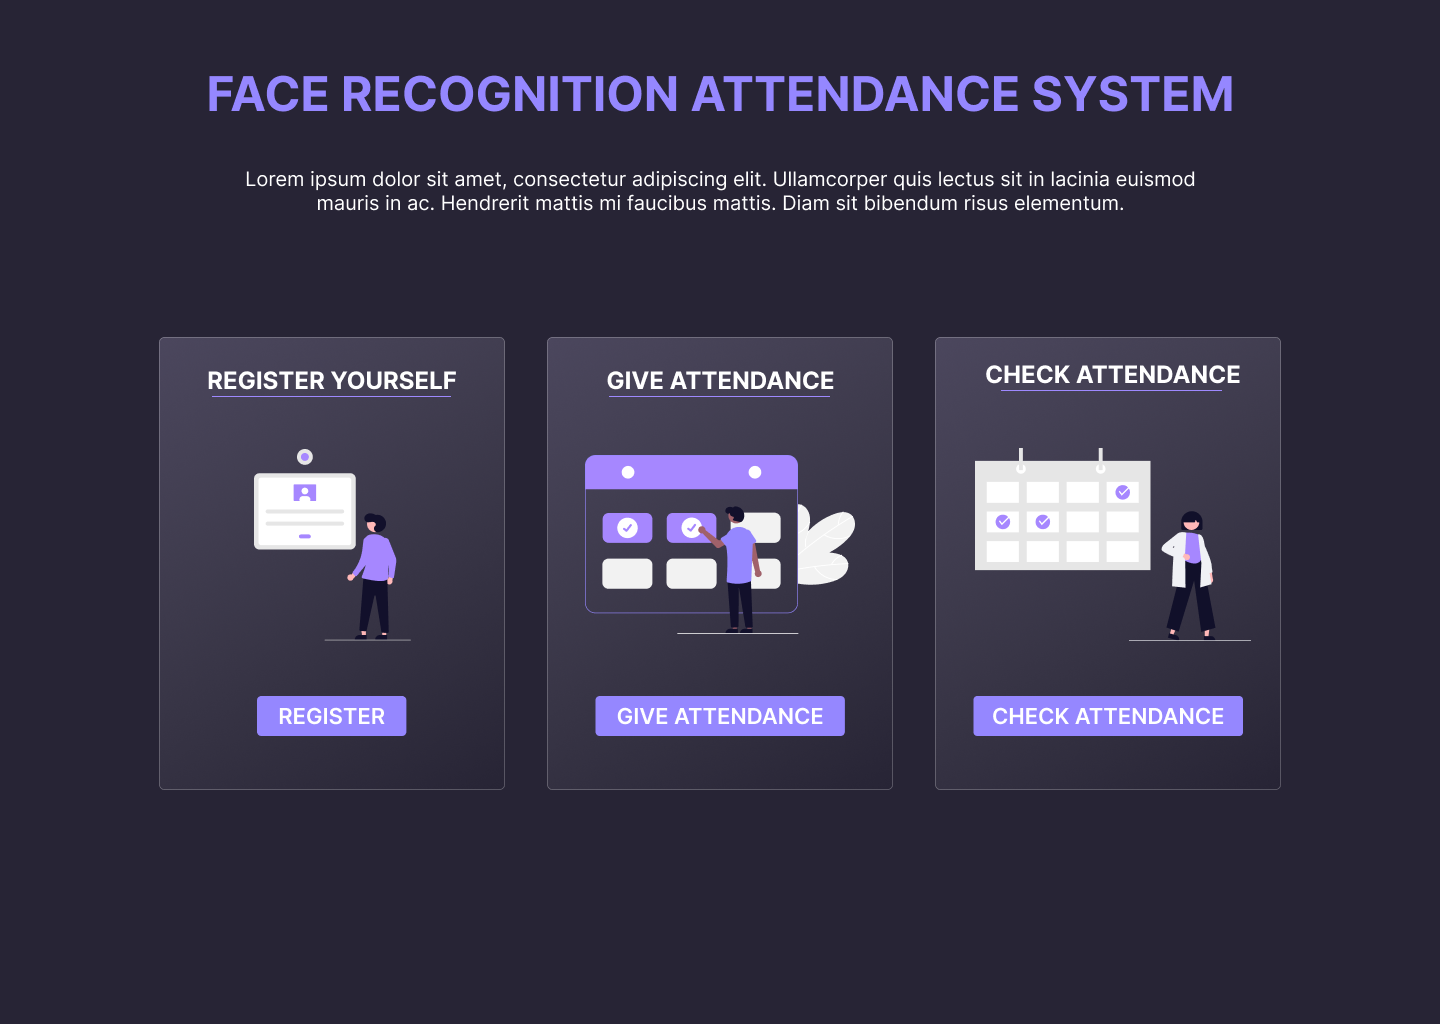 FACE RECOGNITION ATTENDANCE SYSTEM
Lorem ipsum dolor sit amet, consectetur adipiscing elit. Ullamcorper quis lectus sit in lacinia euismod
mauris in ac. Hendrerit mattis mi faucibus mattis. Diam sit bibendum risus elementum.
REGISTER YOURSELF
REGISTER
GIVE ATTENDANCE
GIVE ATTENDANCE
CHECK ATTENDANCE
CHECK ATTENDANCE